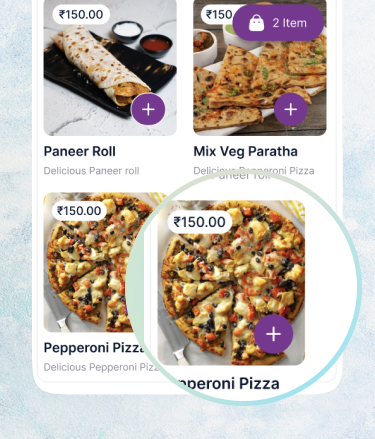 ₹150.00
₹150
2 Item
Paneer Roll
Mix Veg Paratha
Delicious Paneer roll
Delicious Pepperoni Pizza
₹150.00
₹150.00
Pepperoni Pizza
Delicious Pepperoni Pizz
pperoni Pizza